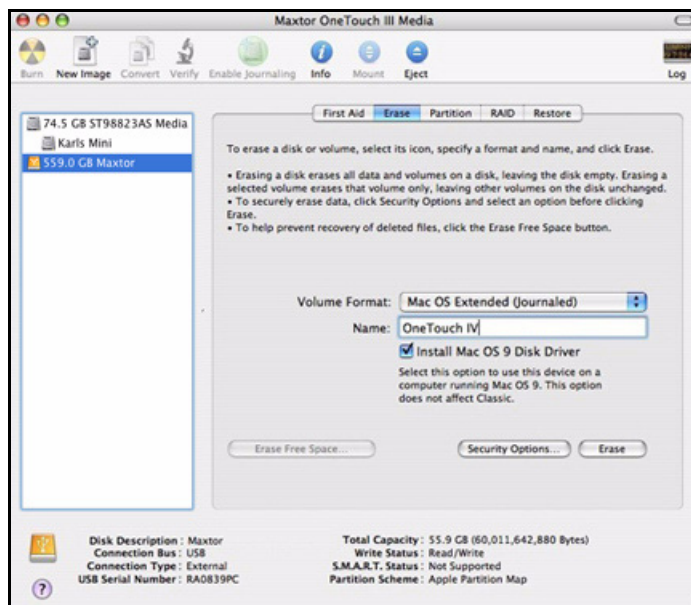 Maxtor OneTouch III Media
Burn New Image Convert Verify Enable Journaling Info Mount Eject Log
74.5 GB ST98823AS Media
Karls Mini
559.0 GB Maxtor
First Aid Erase Partition RAID Restore
To erase a disk or volume, select its icon, specify a format and name, and click Erase.
• Erasing a disk erases all data and volumes on a disk, leaving the disk empty. Erasing a
selected volume erases that volume only, leaving other volumes on the disk unchanged.
• To securely erase data, click Security Options and select an option before clicking
Erase.
• To help prevent recovery of deleted files, click the Erase Free Space button.
Volume Format: Mac OS Extended (Journaled)
Name: OneTouch IV
Install Mac OS 9 Disk Driver
Select this option to use this device on a
computer running Mac OS 9. This option
does not affect Classic.
Erase Free Space... Security Options... Erase
Disk Description : Maxtor
Connection Bus : USB
Connection Type : External
USB Serial Number : RA0839PC
Total Capacity : 55.9 GB (60,011,642,880 Bytes)
Write Status : Read/Write
S.M.A.R.T. Status : Not Supported
Partition Scheme : Apple Partition Map
?